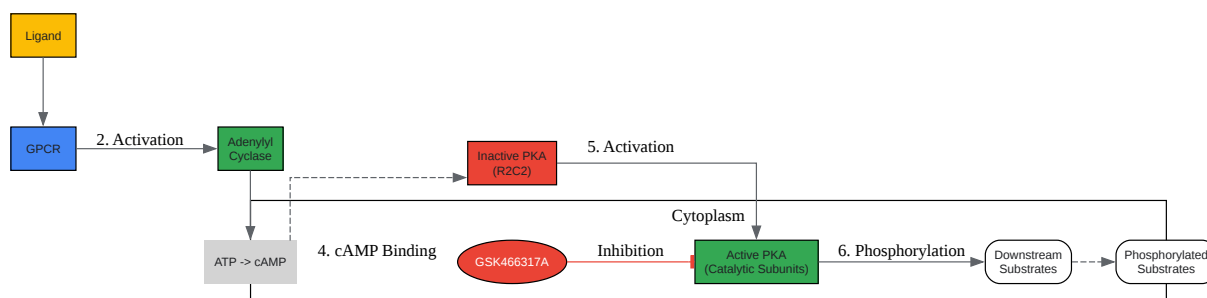 Ligand
GPCR
2. Activation
Adenylyl
Cyclase
Inactive PKA
(R2C2)
5. Activation
Cytoplasm
ATP -> cAMP
4. cAMP Binding
GSK466317A
Inhibition
Active PKA
(Catalytic Subunits)
6. Phosphorylation
Downstream
Substrates
Phosphorylated
Substrates